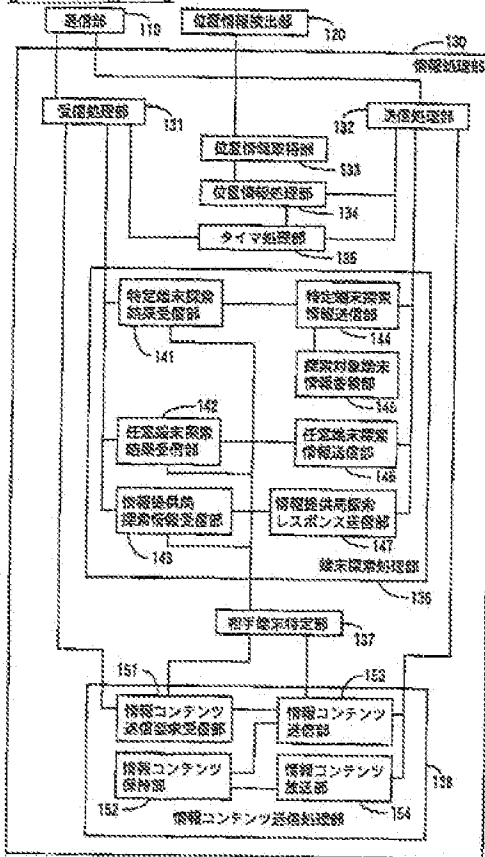 通信部
110
位置情報検出部
120
130
情報処理部
受信処理部
131
132
送信処理部
位置情報取得部
133
位置情報処理部
134
タイマ処理部
135
特定端末探索
結果受信部
141
特定端末探索
情報送信部
144
探索対象端末
情報蓄積部
145
142
任意端末探索
結果受信部
任意端末探索
情報送信部
146
情報提供局
探索情報受信部
143
情報提供局探索
レスポンス送信部
147
端末探索処理部
136
相手端末特定部
137
151
情報コンテンツ
送信要求受信部
153
情報コンテンツ
送信部
情報コンテンツ
保持部
152
情報コンテンツ
放送部
154
138
情報コンテンツ送信処理部